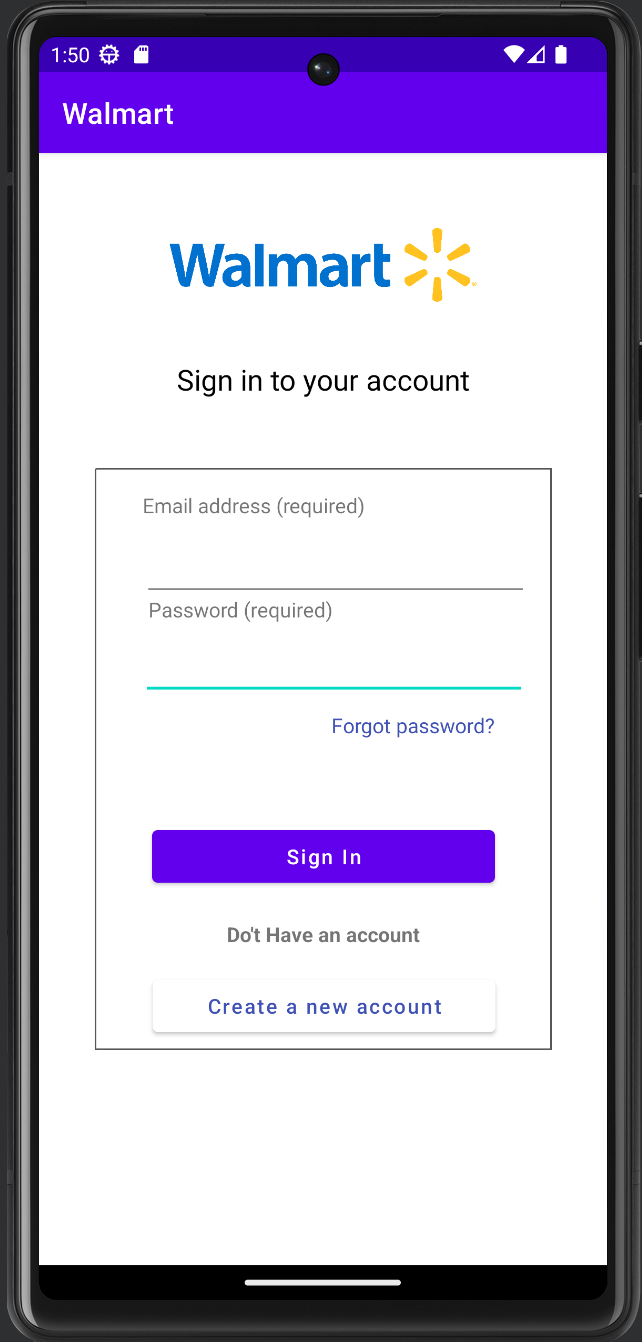 1:50
Walmart
Walmart
Sign in to your account
Email address (required)
Password (required)
Forgot password?
Sign In
Do't Have an account
Create a new account